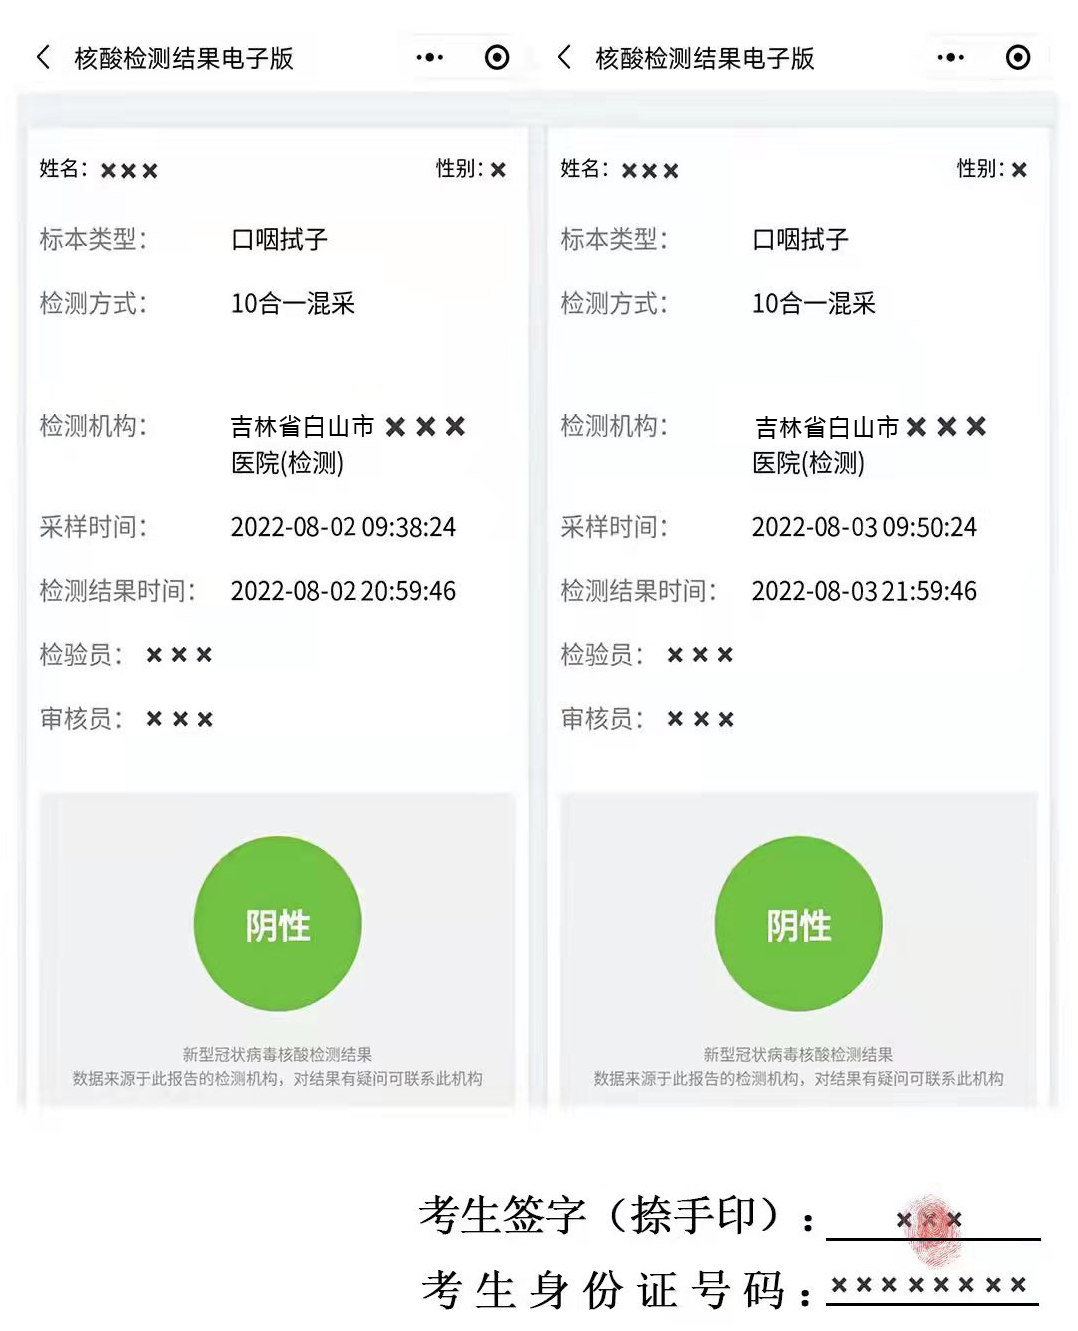 核酸检测结果电子版
姓名：××× 性别：×
标本类型： 口咽拭子
检测方式： 10合一混采
检测机构： 吉林省白山市×××
医院(检测)
采样时间： 2022-08-02 09:38:24
检测结果时间： 2022-08-02 20:59:46
检验员： ×××
审核员： ×××
阴性
新型冠状病毒核酸检测结果
数据来源于此报告的检测机构，对结果有疑问可联系此机构
核酸检测结果电子版
姓名：××× 性别：×
标本类型： 口咽拭子
检测方式： 10合一混采
检测机构： 吉林省白山市×××
医院(检测)
采样时间： 2022-08-03 09:50:24
检测结果时间： 2022-08-03 21:59:46
检验员： ×××
审核员： ×××
阴性
新型冠状病毒核酸检测结果
数据来源于此报告的检测机构，对结果有疑问可联系此机构
考生签字（捺手印）：×××
考生身份证号码：××××××××